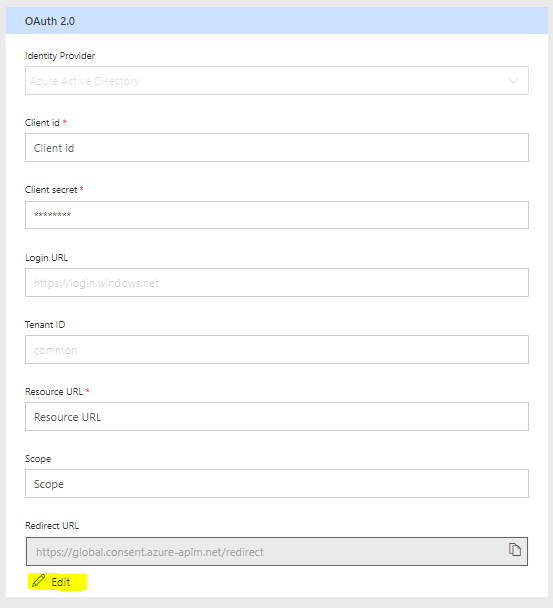 OAuth 2.0
Identity Provider
Azure Active Directory
Client id *
Client id
Client secret *
********
Login URL
https://login.windows.net
Tenant ID
common
Resource URL *
Resource URL
Scope
Scope
Redirect URL
https://global.consent.azure-apim.net/redirect
Edit